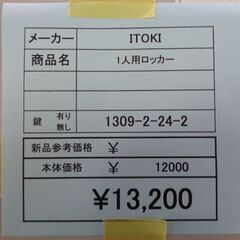 メーカー ITOKI
商品名 1人用ロッカー
鍵 有り 無し 1309-2-24-2
新品参考価格 ¥
本体価格 ¥ 12000
¥13,200